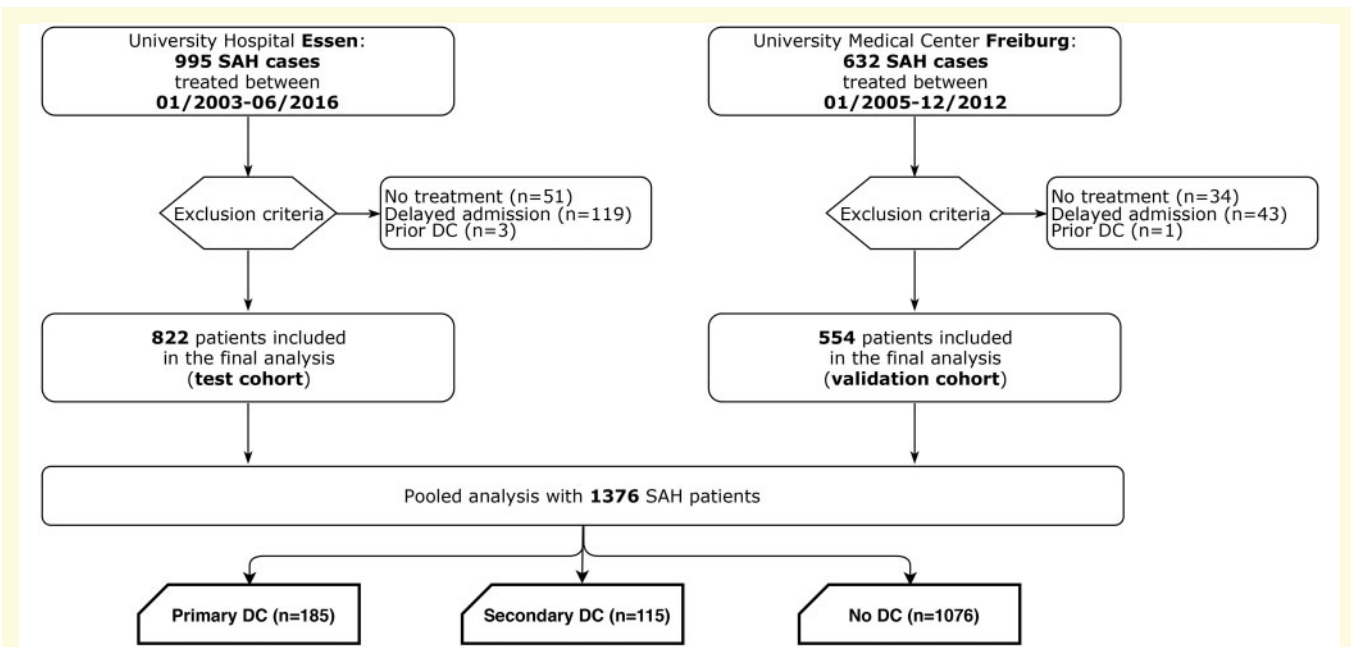 University Hospital Essen:
995 SAH cases
treated between
01/2003-06/2016
University Medical Center Freiburg:
632 SAH cases
treated between
01/2005-12/2012
Exclusion criteria
No treatment (n=51)
Delayed admission (n=119)
Prior DC (n=3)
Exclusion criteria
No treatment (n=34)
Delayed admission (n=43)
Prior DC (n=1)
822 patients included
in the final analysis
(test cohort)
554 patients included
in the final analysis
(validation cohort)
Pooled analysis with 1376 SAH patients
Primary DC (n=185)
Secondary DC (n=115)
No DC (n=1076)